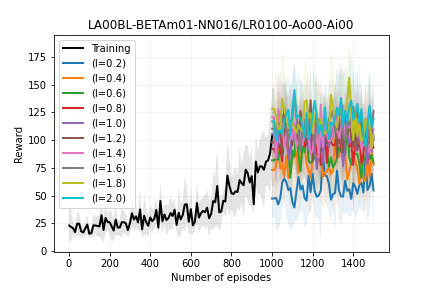 LA00BL-BETAm01-NN016/LR0100-Ao00-Ai00
Reward
175
150
125
100
75
50
25
0
Training
(l=0.2)
(l=0.4)
(l=0.6)
(l=0.8)
(l=1.0)
(l=1.2)
(l=1.4)
(l=1.6)
(l=1.8)
(l=2.0)
0 200 400 600 800 1000 1200 1400
Number of episodes